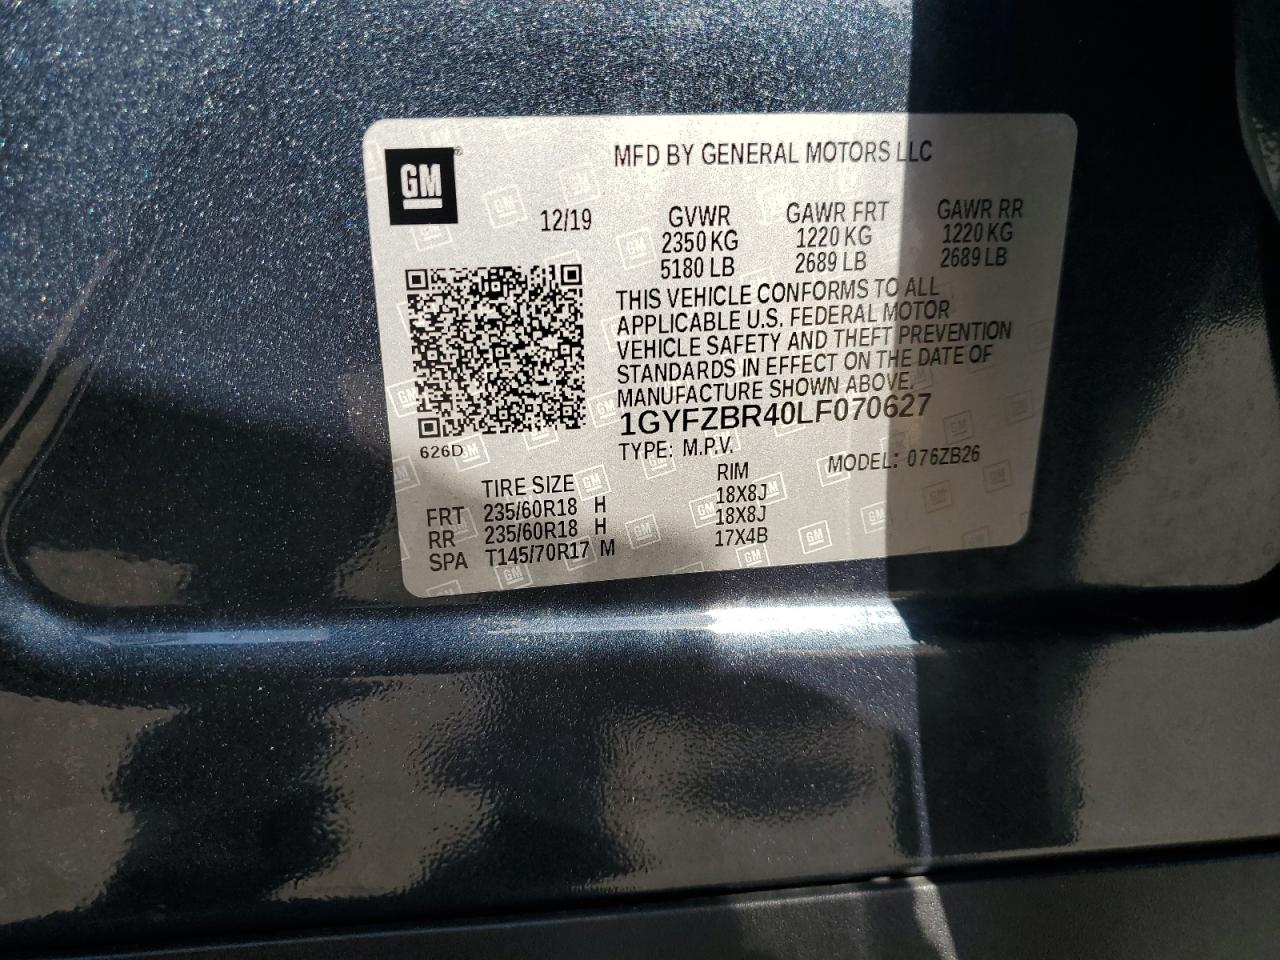 GM
MFD BY GENERAL MOTORS LLC
12/19
GVWR GAWR FRT GAWR RR
2350 KG 1220 KG 1220 KG
5180 LB 2689 LB 2689 LB
THIS VEHICLE CONFORMS TO ALL
APPLICABLE U.S. FEDERAL MOTOR
VEHICLE SAFETY AND THEFT PREVENTION
STANDARDS IN EFFECT ON THE DATE OF
MANUFACTURE SHOWN ABOVE.
1GYFZBR40LF070627
626D
TYPE: M.P.V. MODEL: 076ZB26
TIRE SIZE RIM
FRT 235/60R18 H 18X8J
RR 235/60R18 H 18X8J
SPA T145/70R17 M 17X4B